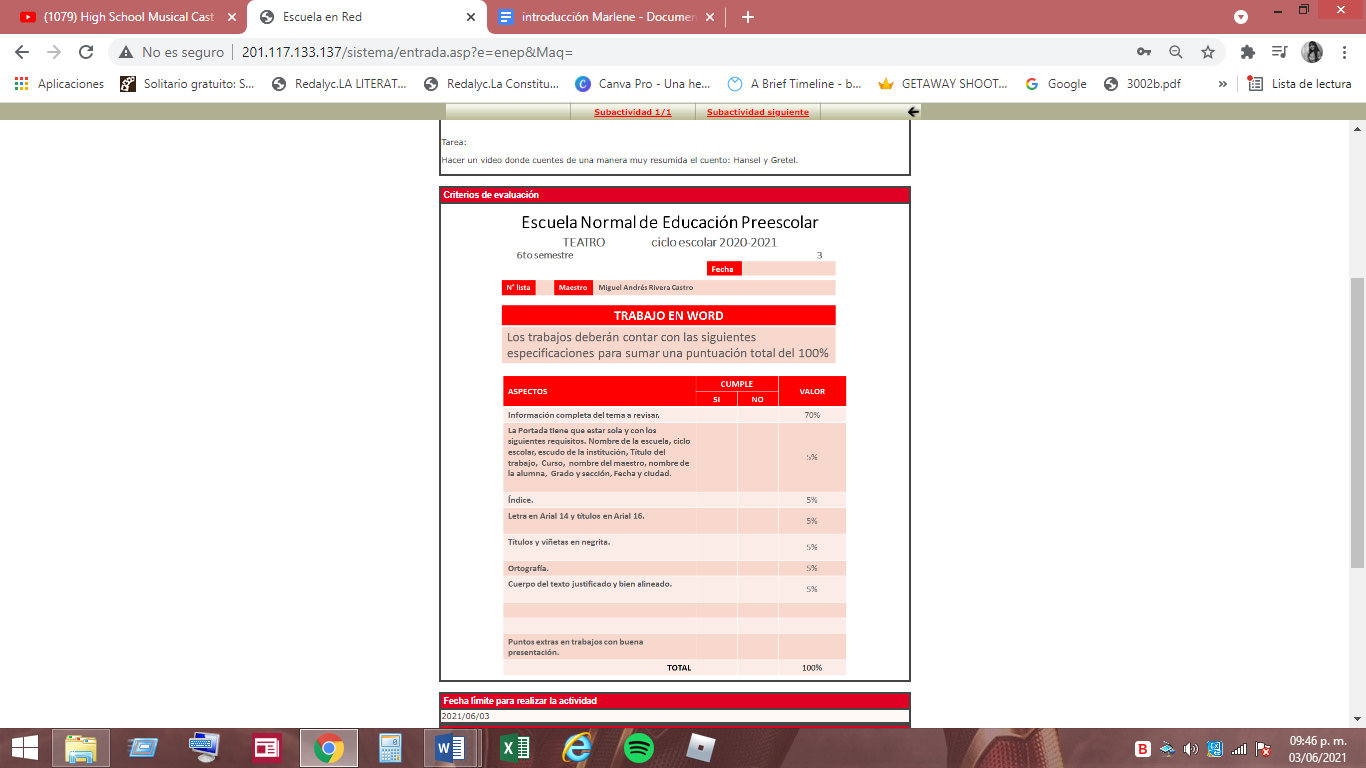 (1079) High School Musical Cast
Escuela en Red
introducción Marlene - Documen
No es seguro
201.117.133.137/sistema/entrada.asp?e=enep&Maq=
Aplicaciones
Solitario gratuito: S...
Redalyc.LA LITERAT...
Redalyc.La Constitu...
Canva Pro - Una he...
A Brief Timeline - b...
GETAWAY SHOOT...
Google
3002b.pdf
»
Lista de lectura
Subactividad 1/1
Subactividad siguiente
Tarea:
Hacer un video donde cuentes de una manera muy resumida el cuento: Hansel y Gretel.
Criterios de evaluación
Escuela Normal de Educación Preescolar
TEATRO ciclo escolar 2020-2021
6to semestre 3
Fecha
N° lista Maestro Miguel Andrés Rivera Castro
TRABAJO EN WORD
Los trabajos deberán contar con las siguientes
especificaciones para sumar una puntuación total del 100%
ASPECTOS CUMPLE VALOR
SI NO
Información completa del tema a revisar. 70%
La Portada tiene que estar sola y con los
siguientes requisitos. Nombre de la escuela, ciclo
escolar, escudo de la institución, Título del
trabajo, Curso, nombre del maestro, nombre de
la alumna, Grado y sección, Fecha y ciudad.
5%
Índice. 5%
Letra en Arial 14 y títulos en Arial 16. 5%
Títulos y viñetas en negrita. 5%
Ortografía. 5%
Cuerpo del texto justificado y bien alineado. 5%
Puntos extras en trabajos con buena
presentación.
TOTAL 100%
Fecha límite para realizar la actividad
2021/06/03
09:46 p. m.
03/06/2021